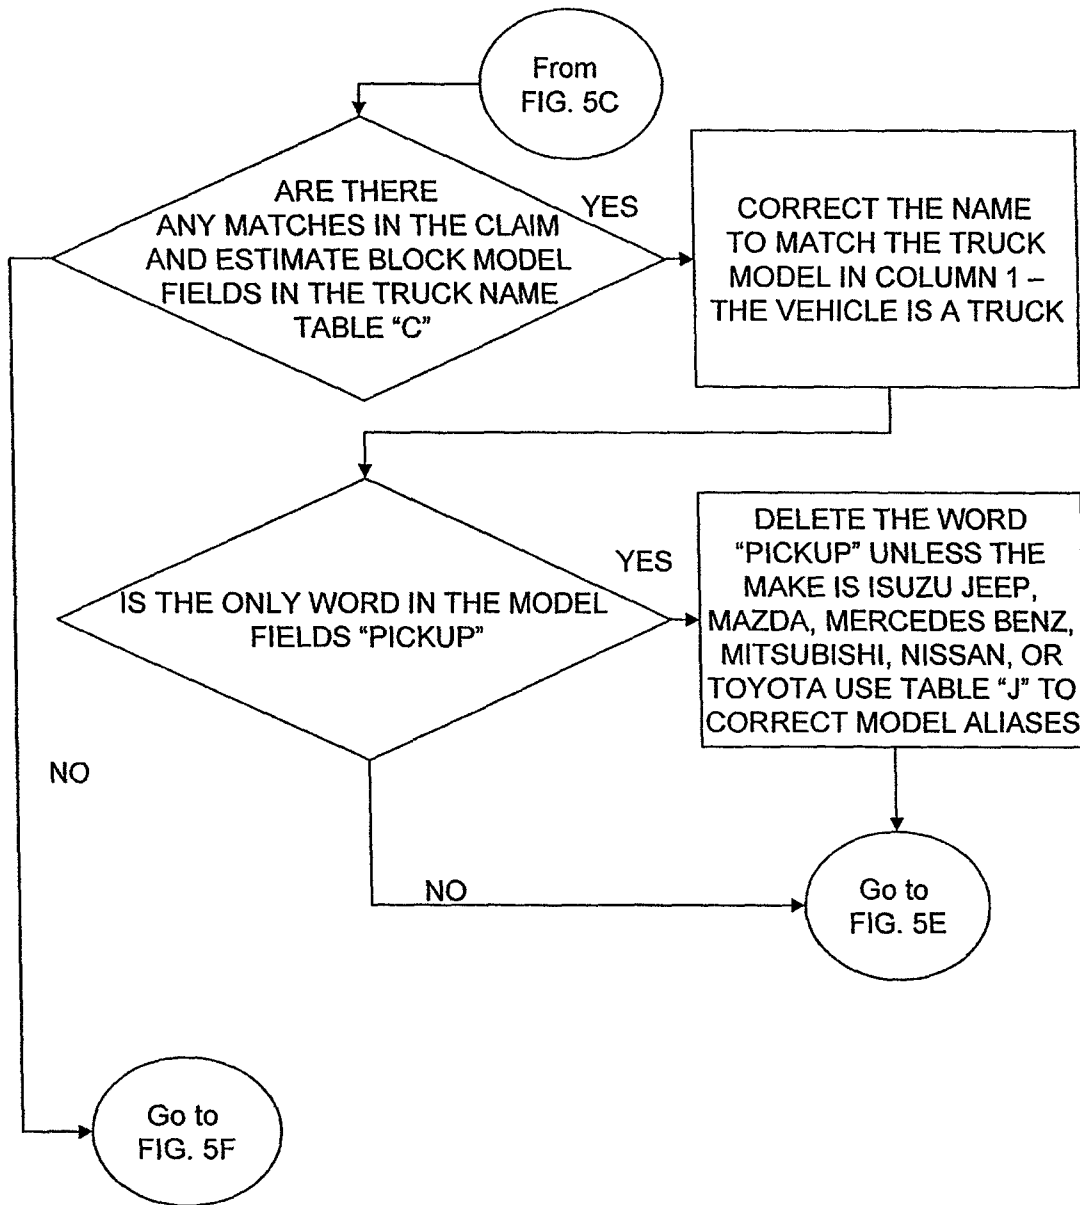 From
FIG. 5C
ARE THERE
ANY MATCHES IN THE CLAIM
AND ESTIMATE BLOCK MODEL
FIELDS IN THE TRUCK NAME
TABLE “C”
YES
CORRECT THE NAME
TO MATCH THE TRUCK
MODEL IN COLUMN 1 –
THE VEHICLE IS A TRUCK
IS THE ONLY WORD IN THE MODEL
FIELDS “PICKUP”
YES
DELETE THE WORD
“PICKUP” UNLESS THE
MAKE IS ISUZU JEEP,
MAZDA, MERCEDES BENZ,
MITSUBISHI, NISSAN, OR
TOYOTA USE TABLE “J” TO
CORRECT MODEL ALIASES
NO
NO
Go to
FIG. 5E
Go to
FIG. 5F